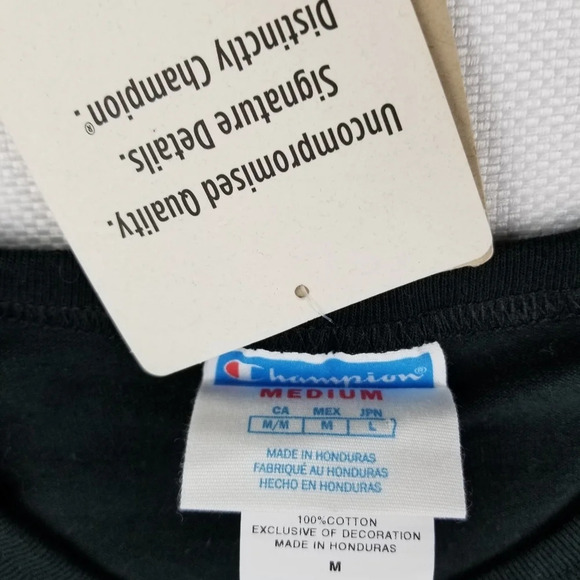 Uncompromised Quality.
Signature Details.
Distinctly Champion.®
Champion®
MEDIUM
CA MEX JPN
M/M M L
MADE IN HONDURAS
FABRIQUÉ AU HONDURAS
HECHO EN HONDURAS
100%COTTON
EXCLUSIVE OF DECORATION
MADE IN HONDURAS
M